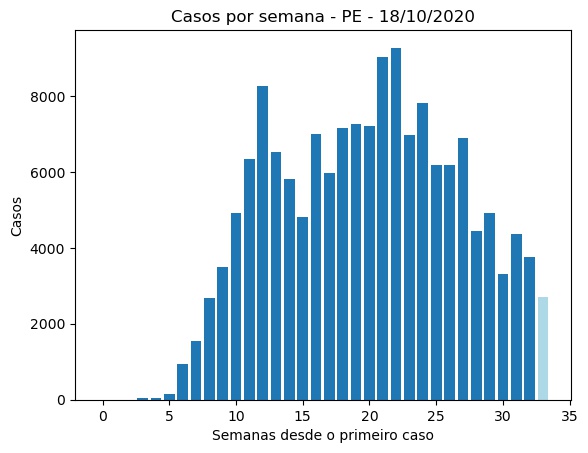 Casos por semana - PE - 18/10/2020
Casos
8000
6000
4000
2000
0
0 5 10 15 20 25 30 35
Semanas desde o primeiro caso